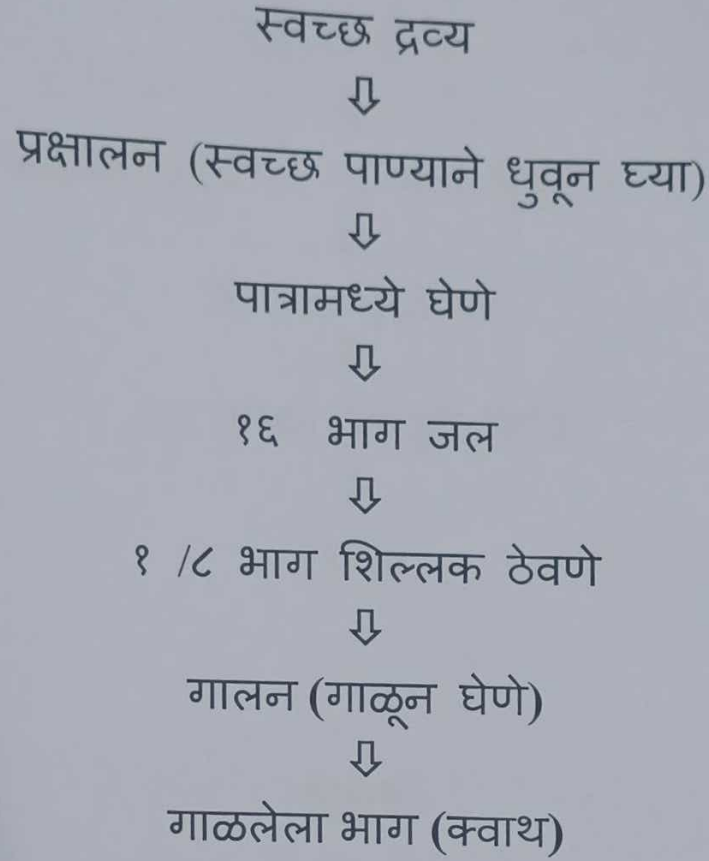 स्वच्छ द्रव्य
⇩
प्रक्षालन (स्वच्छ पाण्याने धुवून घ्या)
⇩
पात्रामध्ये घेणे
⇩
१६ भाग जल
⇩
१ /८ भाग शिल्लक ठेवणे
⇩
गालन (गाळून घेणे)
⇩
गाळलेला भाग (क्वाथ)